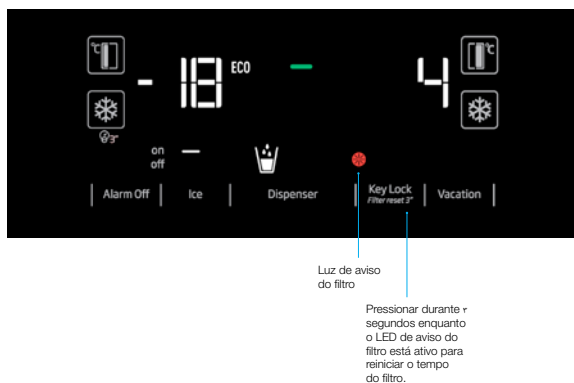 °C
°C
-18 ECO
4
3"
on
off
Alarm Off
Ice
Dispenser
Key Lock
Filter reset 3"
Vacation
Luz de aviso
do filtro
Pressionar durante ٣
segundos enquanto
o LED de aviso do
filtro está ativo para
reiniciar o tempo
do filtro.